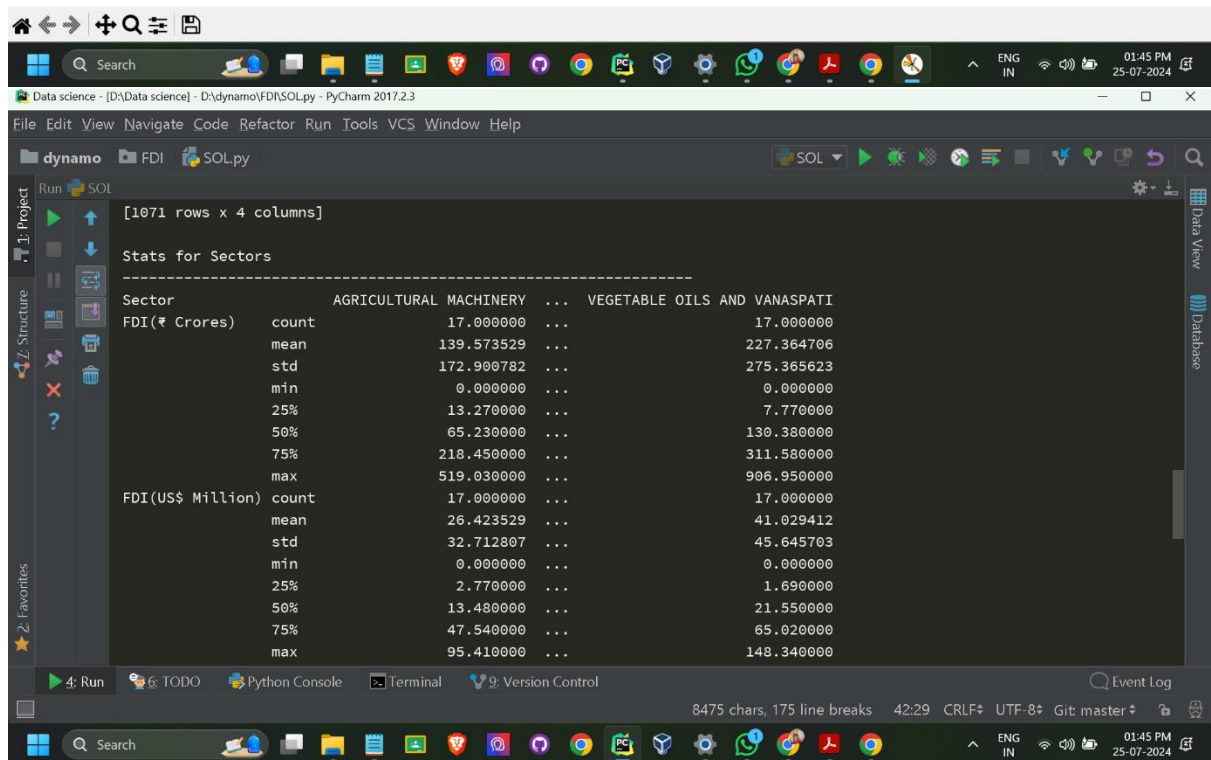 Search
ENG
IN
01:45 PM
25-07-2024
Data science - [D:\Data science] - D:\dynamo\FDI\SOL.py - PyCharm 2017.2.3
File Edit View Navigate Code Refactor Run Tools VCS Window Help
dynamo FDI SOL.py SOL
Run SOL
1: Project
7: Structure
2: Favorites
Data View
Database
[1071 rows x 4 columns]
Stats for Sectors
----------------------------------------------------------------
Sector AGRICULTURAL MACHINERY ... VEGETABLE OILS AND VANASPATI
FDI(₹ Crores) count 17.000000 ... 17.000000
mean 139.573529 ... 227.364706
std 172.900782 ... 275.365623
min 0.000000 ... 0.000000
25% 13.270000 ... 7.770000
50% 65.230000 ... 130.380000
75% 218.450000 ... 311.580000
max 519.030000 ... 906.950000
FDI(US$ Million) count 17.000000 ... 17.000000
mean 26.423529 ... 41.029412
std 32.712807 ... 45.645703
min 0.000000 ... 0.000000
25% 2.770000 ... 1.690000
50% 13.480000 ... 21.550000
75% 47.540000 ... 65.020000
max 95.410000 ... 148.340000
4: Run 6: TODO Python Console Terminal 9: Version Control Event Log
8475 chars, 175 line breaks 42:29 CRLF UTF-8 Git: master
Search
ENG
IN
01:45 PM
25-07-2024